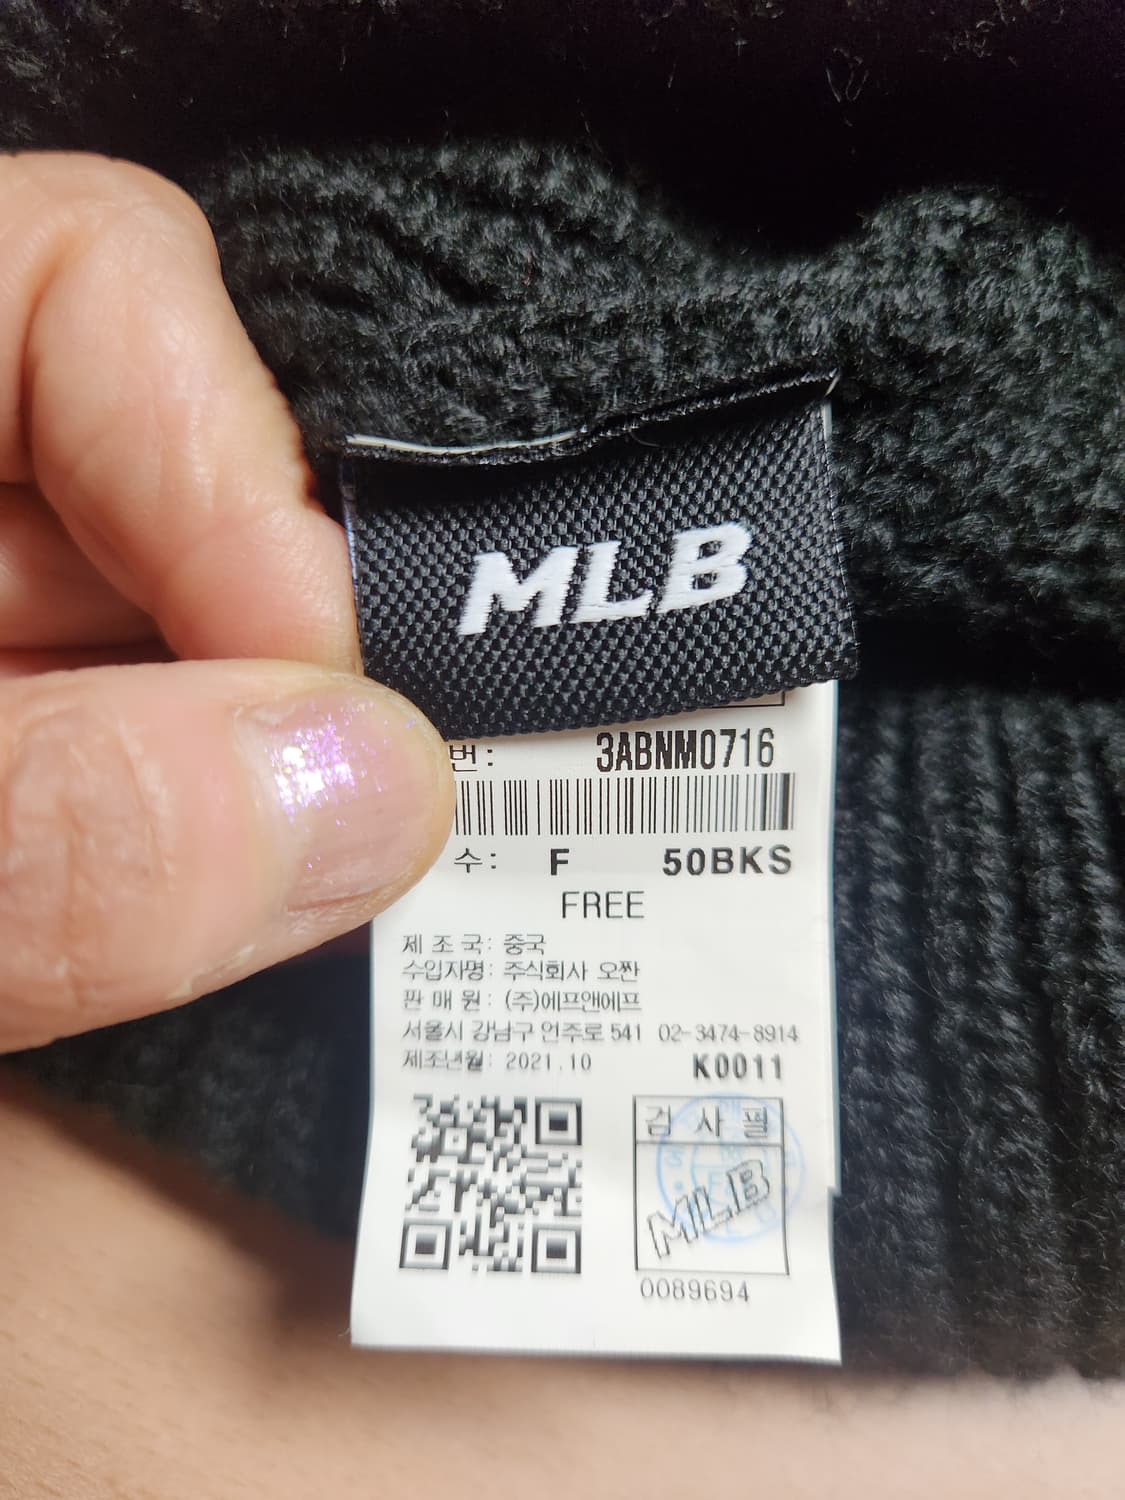 MLB
번: 3ABNM0716
수: F 50BKS
FREE
제 조 국: 중국
수입자명: 주식회사 오짠
판 매 원: (주)에프앤에프
서울시 강남구 언주로 541 02-3474-8914
제조년월: 2021.10 K0011
검 사 필
MLB
0089694